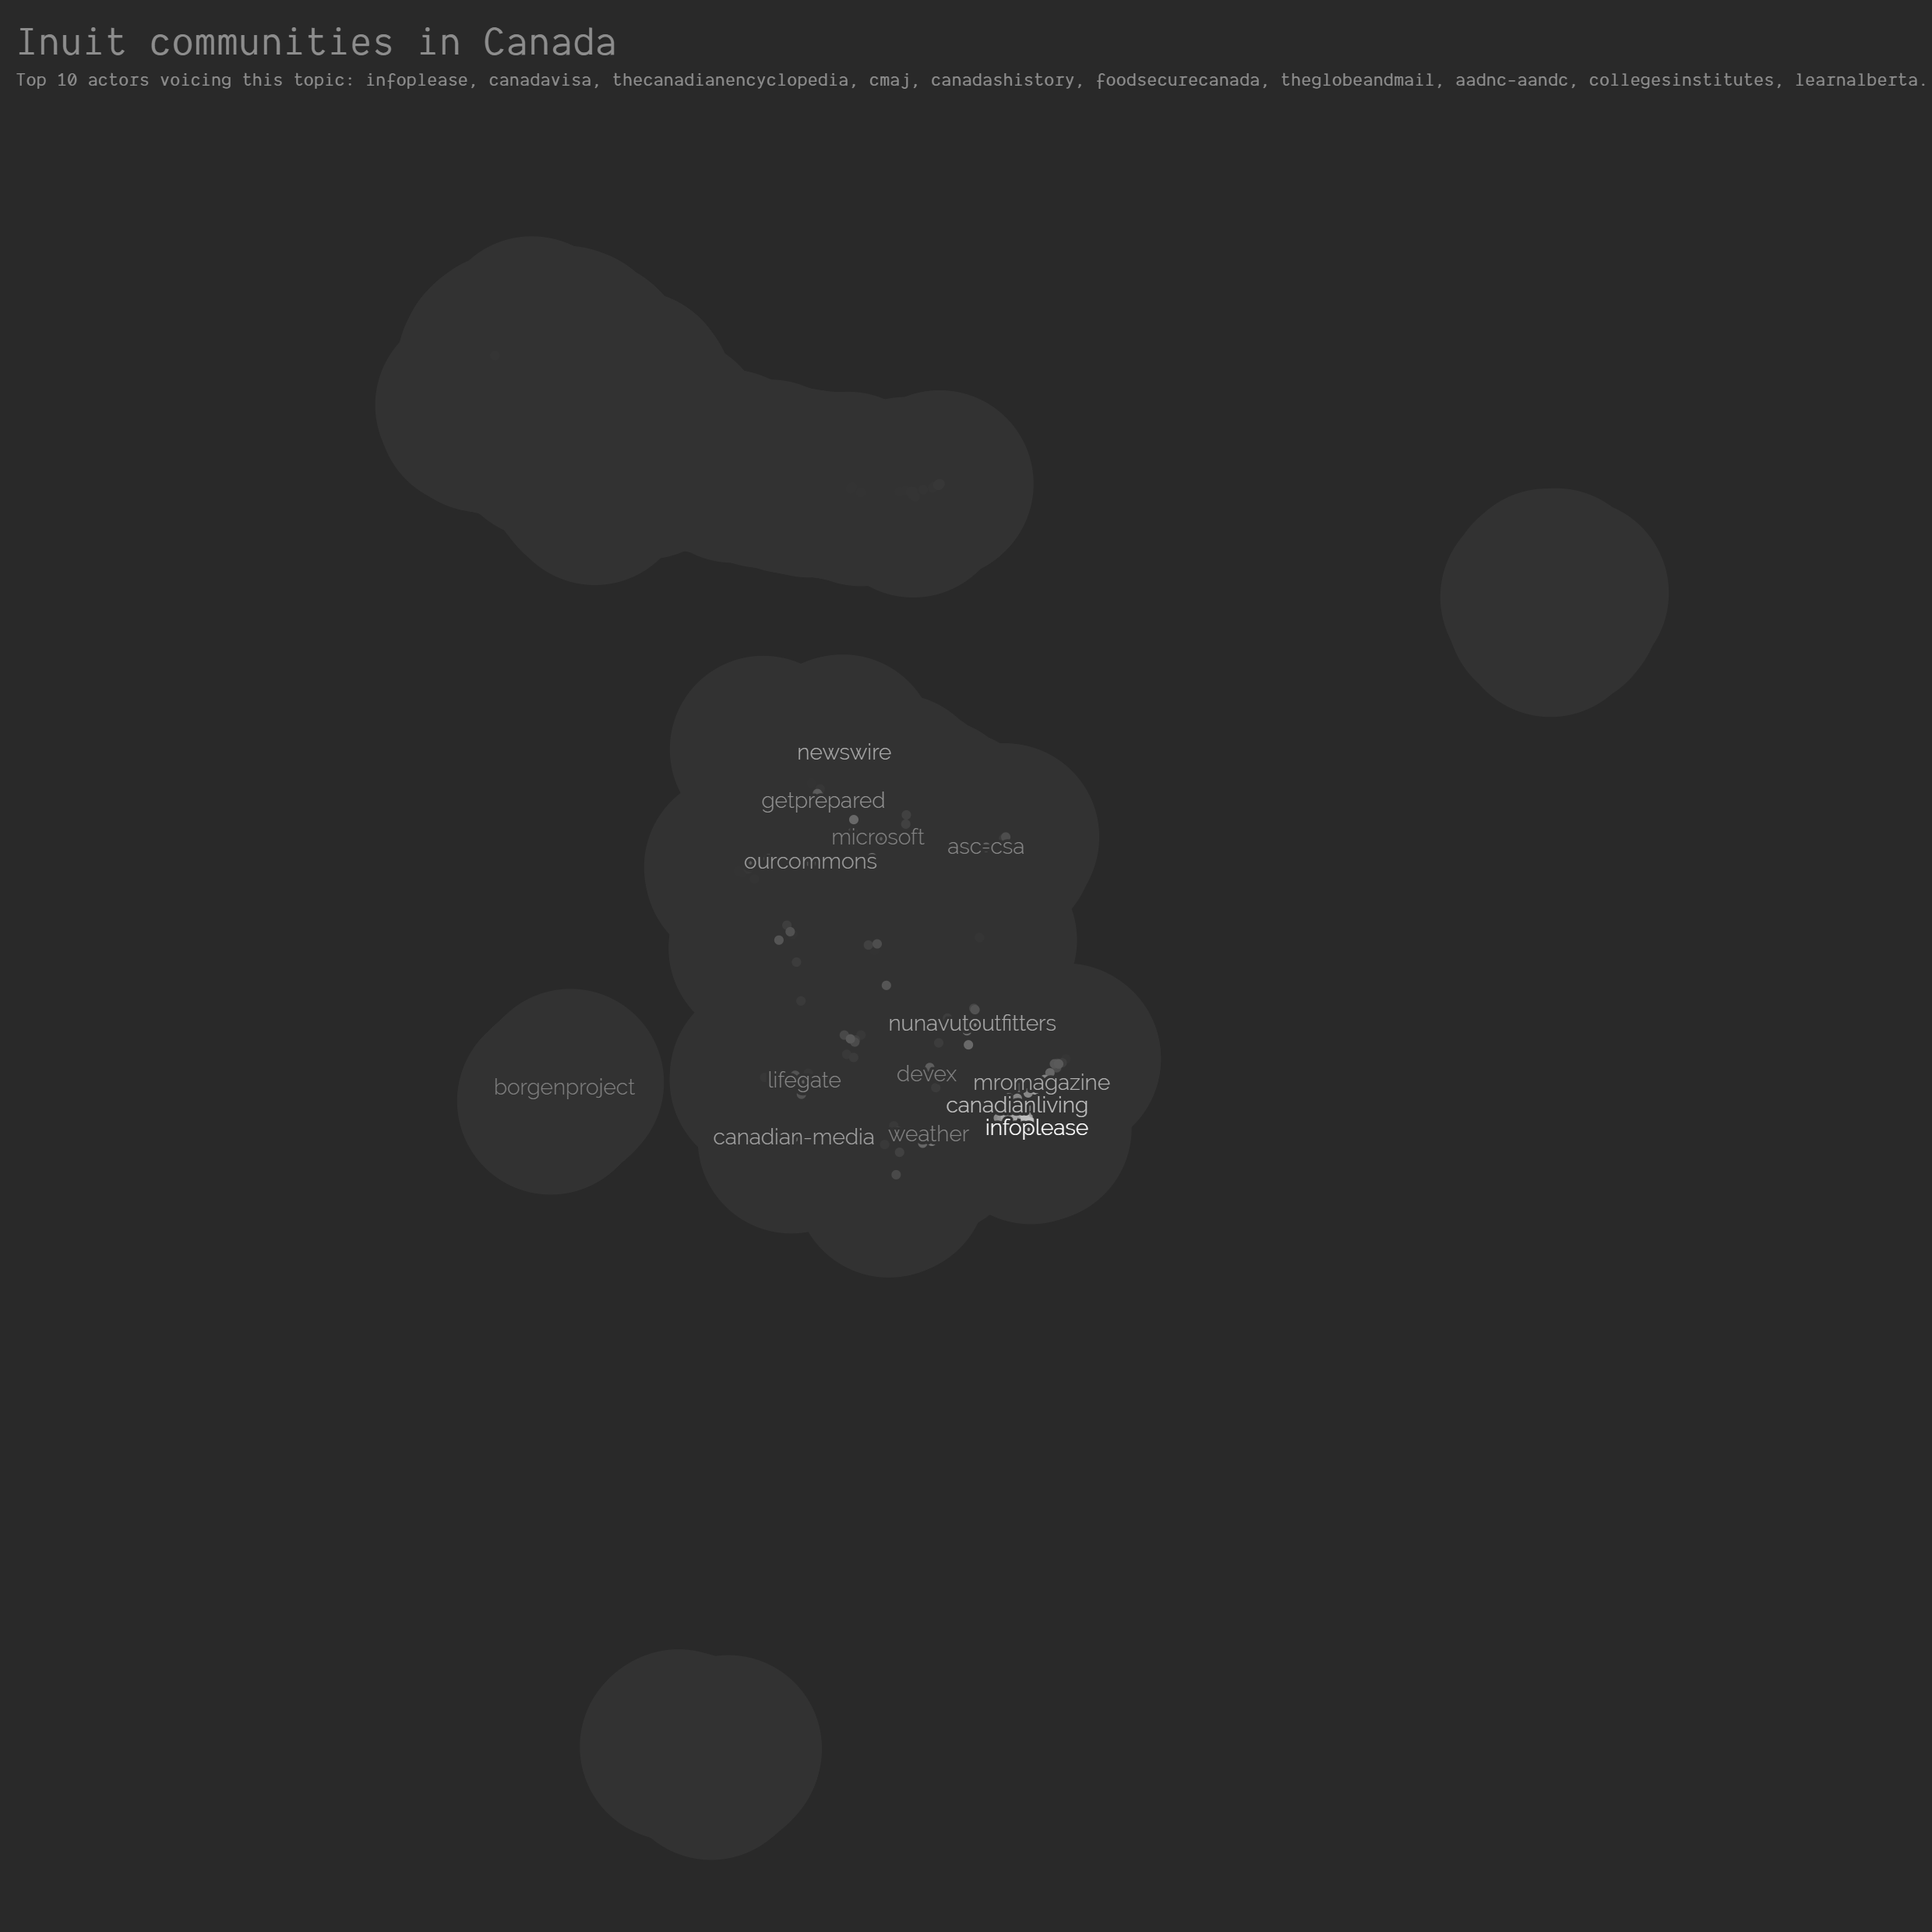 Inuit communities in Canada
Top 10 actors voicing this topic: infoplease, canadavisa, thecanadianencyclopedia, cmaj, canadashistory, foodsecurecanada, theglobeandmail, aadnc-aandc, collegesinstitutes, learnalberta.
newswire
getprepared
microsoft
asc-csa
ourcommons
nunavutoutfitters
devex
lifegate
mromagazine
borgenproject
canadianliving
infoplease
weather
canadian-media